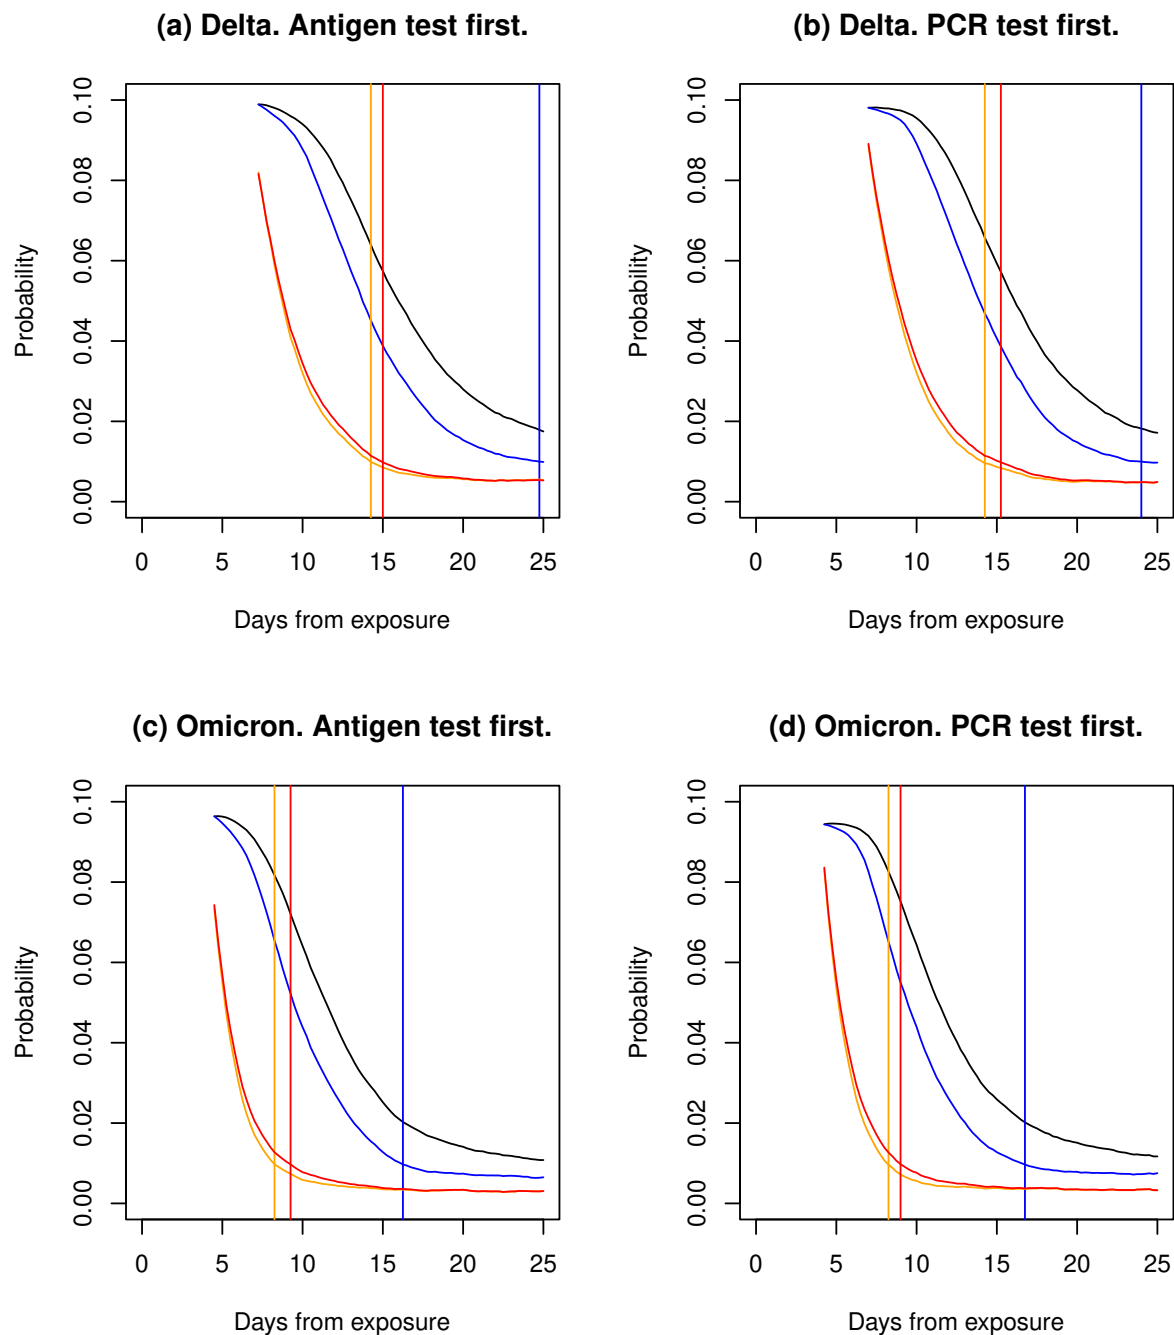 (a) Delta. Antigen test first.
0.10
0.08
0.06
0.04
0.02
0.00
Probability
0 5 10 15 20 25
Days from exposure
(b) Delta. PCR test first.
0.10
0.08
0.06
0.04
0.02
0.00
Probability
0 5 10 15 20 25
Days from exposure
(c) Omicron. Antigen test first.
0.10
0.08
0.06
0.04
0.02
0.00
Probability
0 5 10 15 20 25
Days from exposure
(d) Omicron. PCR test first.
0.10
0.08
0.06
0.04
0.02
0.00
Probability
0 5 10 15 20 25
Days from exposure